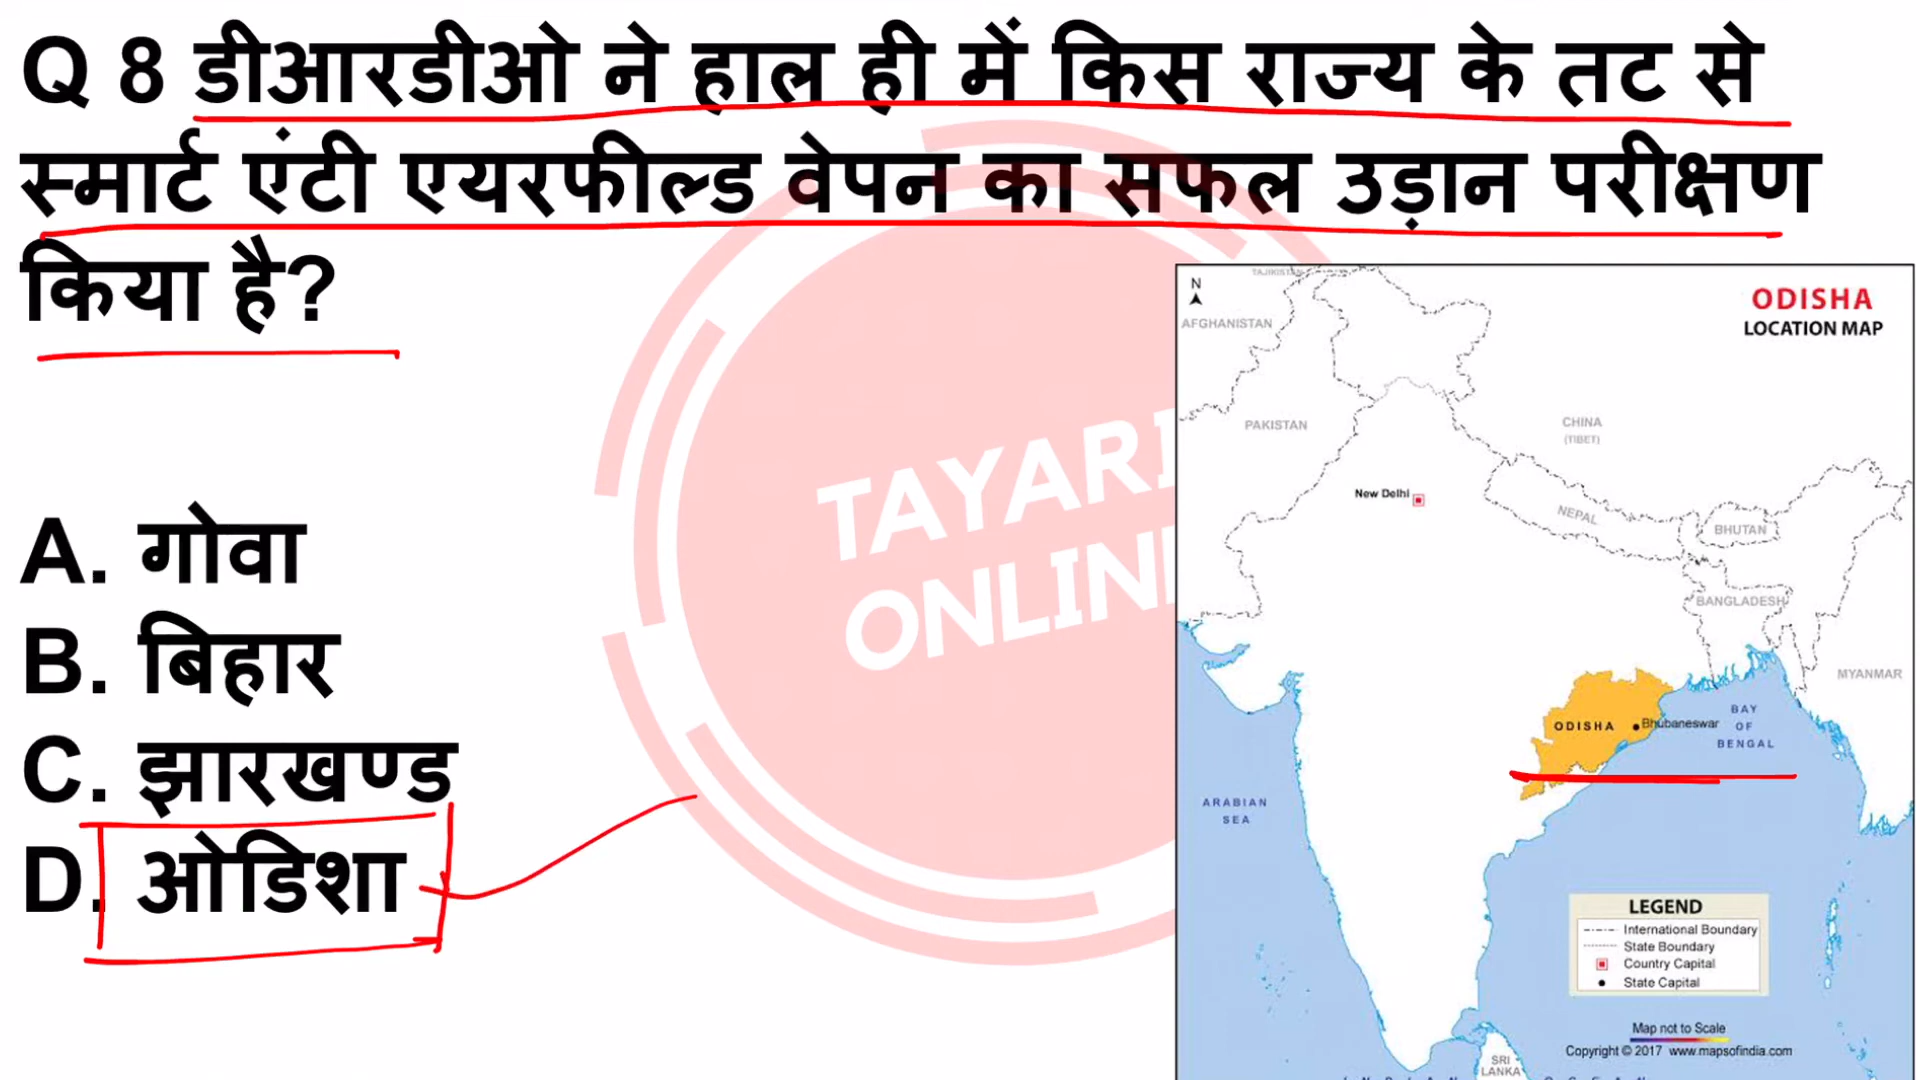 Q 8 डीआरडीओ ने हाल ही में किस राज्य के तट से
स्मार्ट एंटी एयरफील्ड वेपन का सफल उड़ान परीक्षण
किया है?
A. गोवा
B. बिहार
C. झारखण्ड
D. ओडिशा
TAYARI
ONLIN
N
TAJIKISTAN
ODISHA
LOCATION MAP
AFGHANISTAN
PAKISTAN
CHINA
(TIBET)
New Delhi
NEPAL
BHUTAN
BANGLADESH
MYANMAR
ODISHA
Bhubaneswar
BAY
OF
BENGAL
ARABIAN
SEA
LEGEND
International Boundary
State Boundary
Country Capital
State Capital
Map not to Scale
Copyright © 2017 www.mapsofindia.com
SRI
LANKA